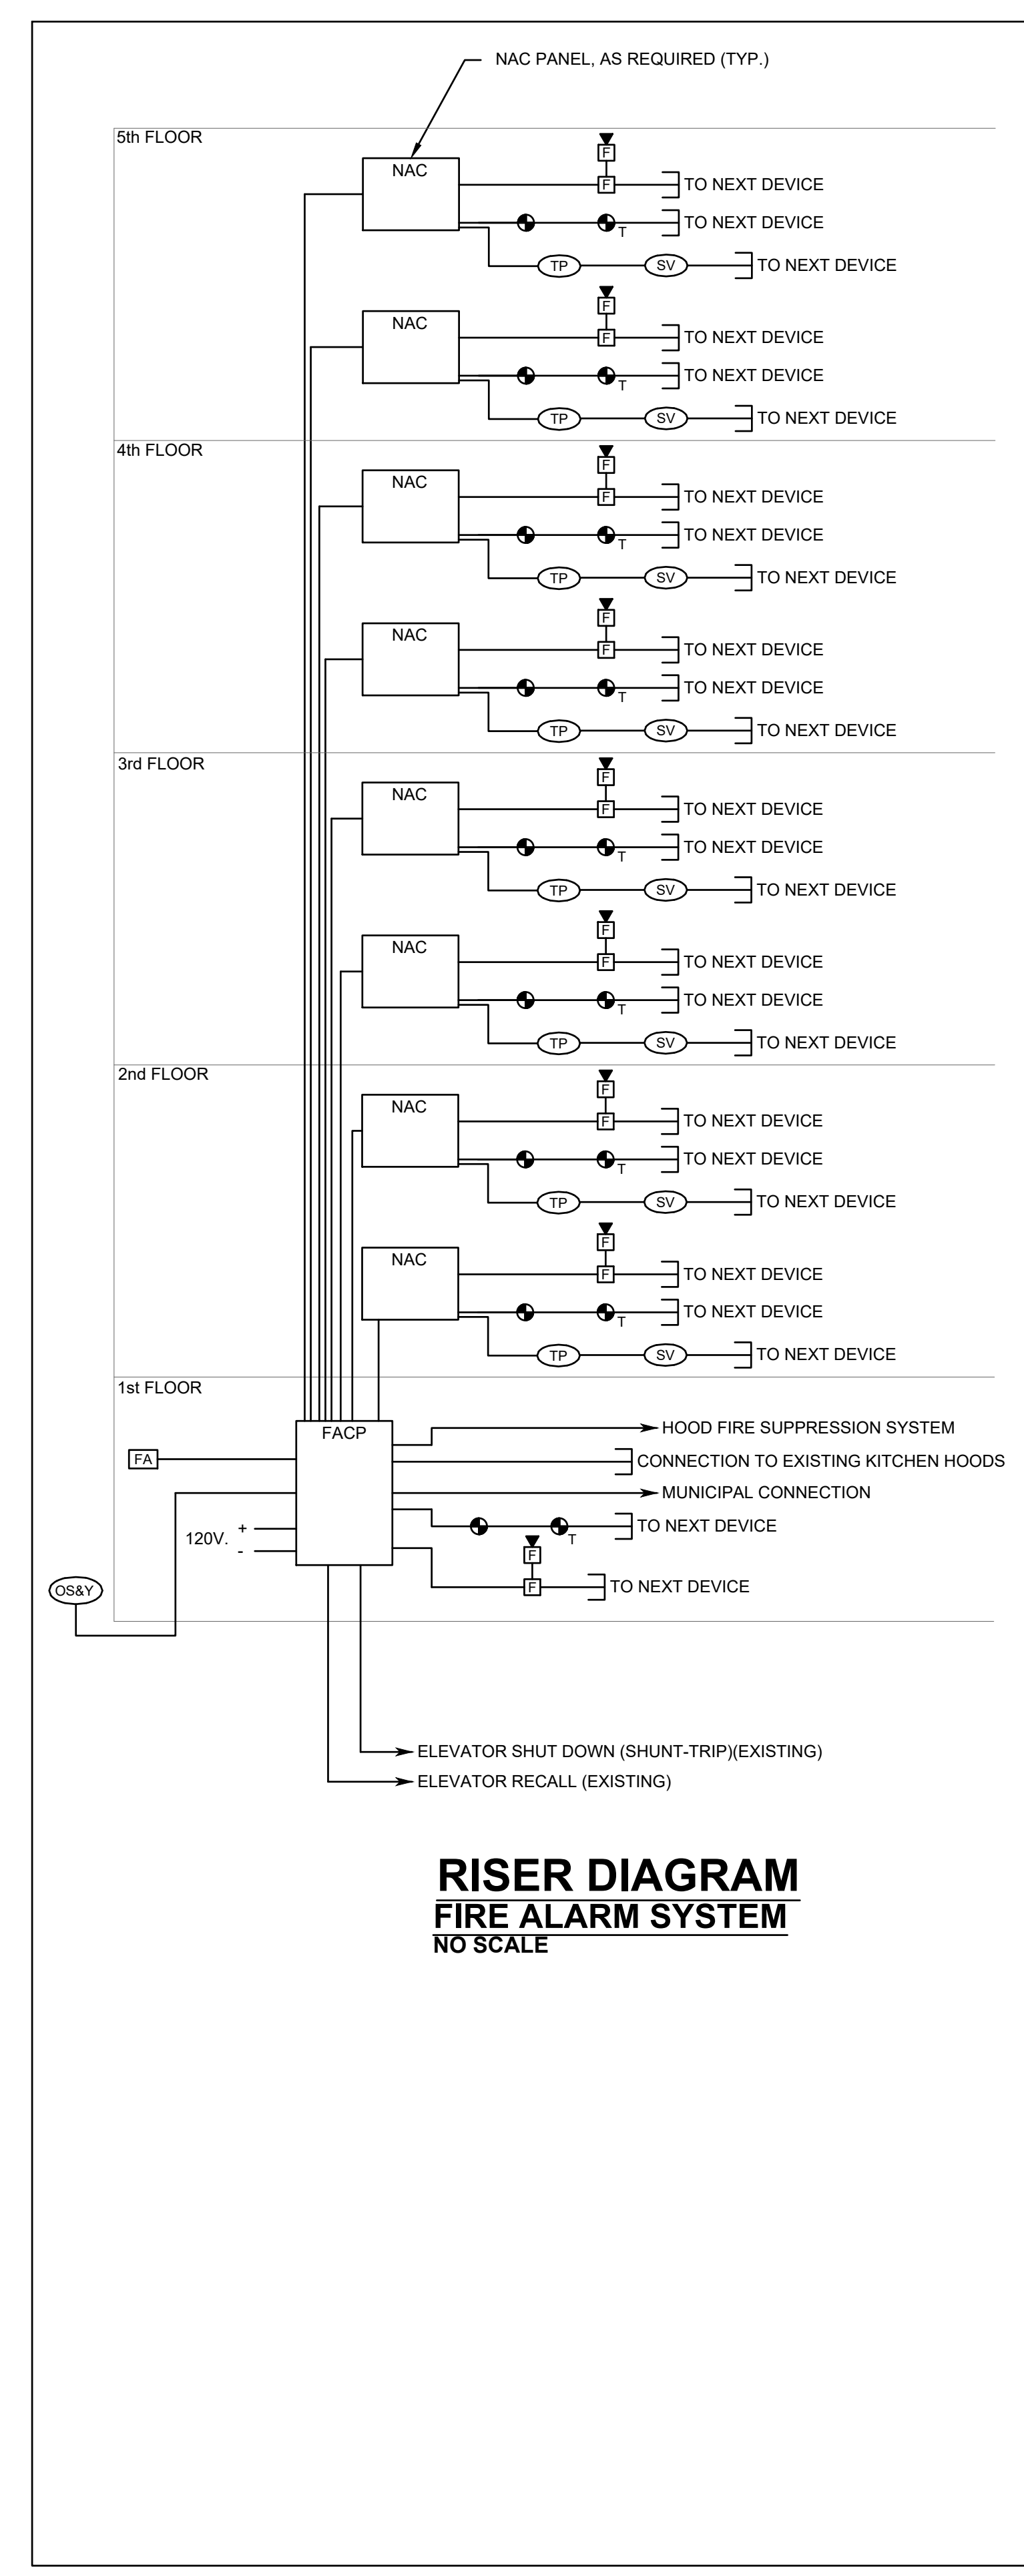 NAC PANEL, AS REQUIRED (TYP.)
5th FLOOR
F
NAC
F TO NEXT DEVICE
T TO NEXT DEVICE
TP SV TO NEXT DEVICE
F
NAC
F TO NEXT DEVICE
T TO NEXT DEVICE
TP SV TO NEXT DEVICE
4th FLOOR
F
NAC
F TO NEXT DEVICE
T TO NEXT DEVICE
TP SV TO NEXT DEVICE
F
NAC
F TO NEXT DEVICE
T TO NEXT DEVICE
TP SV TO NEXT DEVICE
3rd FLOOR
F
NAC
F TO NEXT DEVICE
T TO NEXT DEVICE
TP SV TO NEXT DEVICE
F
NAC
F TO NEXT DEVICE
T TO NEXT DEVICE
TP SV TO NEXT DEVICE
2nd FLOOR
F
NAC
F TO NEXT DEVICE
T TO NEXT DEVICE
TP SV TO NEXT DEVICE
F
NAC
F TO NEXT DEVICE
T TO NEXT DEVICE
TP SV TO NEXT DEVICE
1st FLOOR
FACP
HOOD FIRE SUPPRESSION SYSTEM
FA
CONNECTION TO EXISTING KITCHEN HOODS
MUNICIPAL CONNECTION
120V. + -
T TO NEXT DEVICE
F
F TO NEXT DEVICE
OS&Y
ELEVATOR SHUT DOWN (SHUNT-TRIP)(EXISTING)
ELEVATOR RECALL (EXISTING)
RISER DIAGRAM
FIRE ALARM SYSTEM
NO SCALE